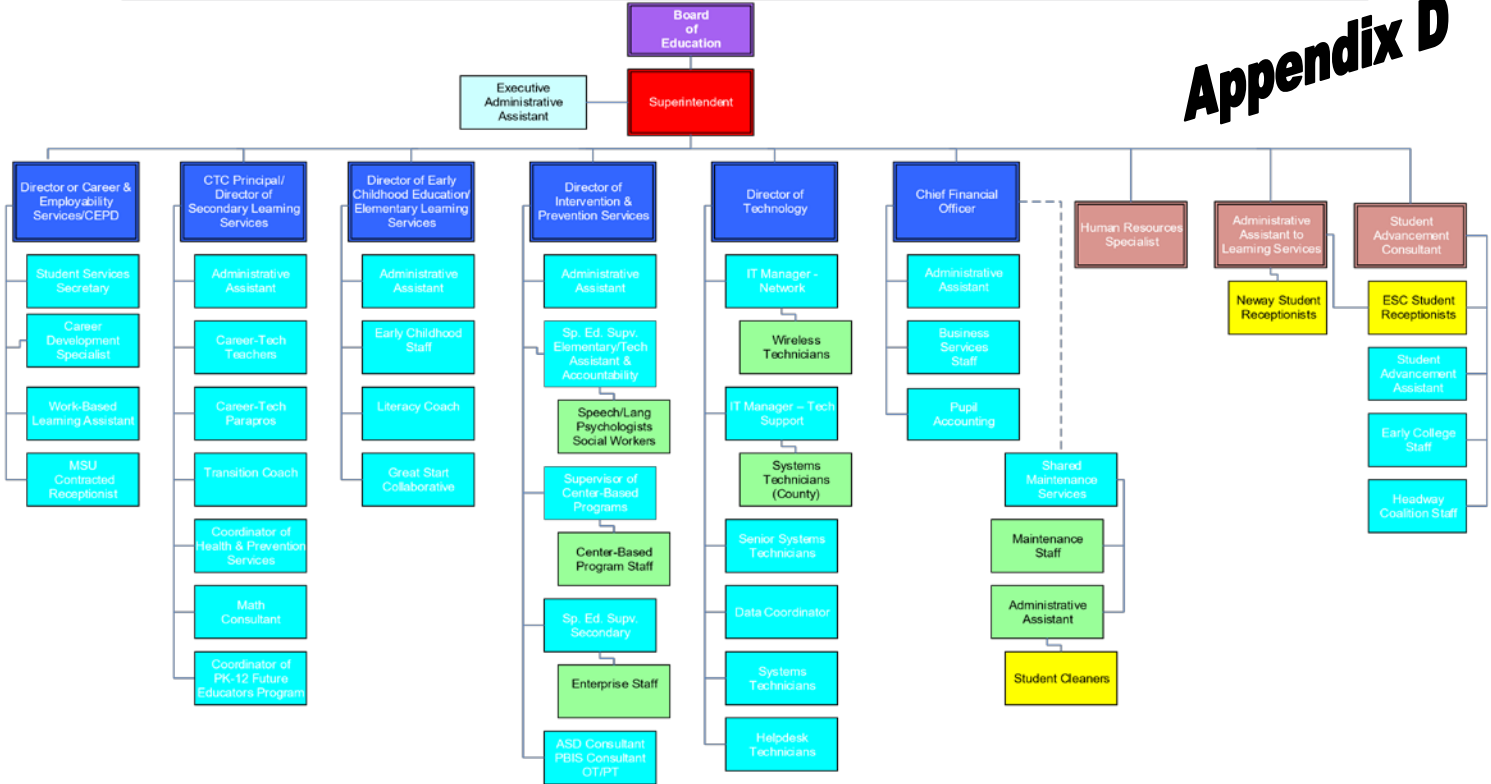 Board
of
Education
Appendix D
Executive
Administrative
Assistant
Superintendent
Director or Career &
Employability
Services/CEPD
Student Services
Secretary
Career
Development
Specialist
Work-Based
Learning Assistant
MSU
Contracted
Receptionist
CTC Principal/
Director of
Secondary Learning
Services
Administrative
Assistant
Career-Tech
Teachers
Career-Tech
Parapros
Transition Coach
Coordinator of
Health & Prevention
Services
Math
Consultant
Coordinator of
PK-12 Future
Educators Program
Director of Early
Childhood Education/
Elementary Learning
Services
Administrative
Assistant
Early Childhood
Staff
Literacy Coach
Great Start
Collaborative
Director of
Intervention &
Prevention Services
Administrative
Assistant
Sp. Ed. Supv.
Elementary/Tech
Assistant &
Accountability
Speech/Lang
Psychologists
Social Workers
Supervisor of
Center-Based
Programs
Center-Based
Program Staff
Sp. Ed. Supv.
Secondary
Enterprise Staff
ASD Consultant
PBIS Consultant
OT/PT
Director of
Technology
IT Manager -
Network
Wireless
Technicians
IT Manager – Tech
Support
Systems
Technicians
(County)
Senior Systems
Technicians
Data Coordinator
Systems
Technicians
Helpdesk
Technicians
Chief Financial
Officer
Administrative
Assistant
Business
Services
Staff
Pupil
Accounting
Shared
Maintenance
Services
Maintenance
Staff
Administrative
Assistant
Student Cleaners
Human Resources
Specialist
Administrative
Assistant to
Learning Services
Neway Student
Receptionists
Student
Advancement
Consultant
ESC Student
Receptionists
Student
Advancement
Assistant
Early College
Staff
Headway
Coalition Staff